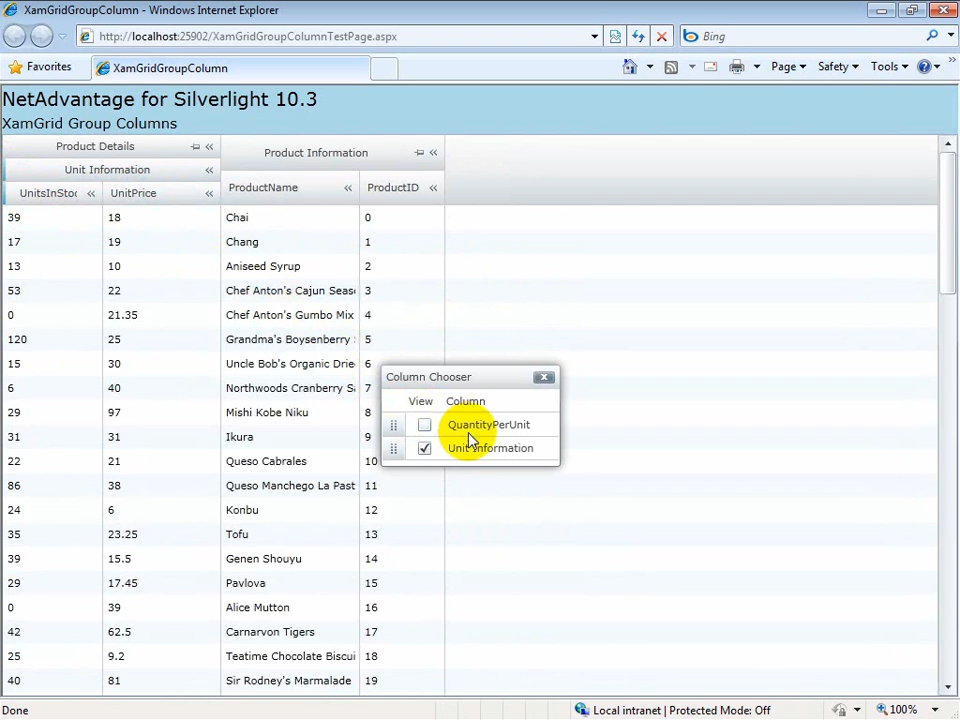 XamGridGroupColumn - Windows Internet Explorer
http://localhost:25902/XamGridGroupColumnTestPage.aspx
Bing
Favorites
XamGridGroupColumn
Page
Safety
Tools
NetAdvantage for Silverlight 10.3
XamGrid Group Columns
Product Details
Product Information
Unit Information
UnitsInStoc
UnitPrice
ProductName
ProductID
39 18 Chai 0
17 19 Chang 1
13 10 Aniseed Syrup 2
53 22 Chef Anton's Cajun Seas 3
0 21.35 Chef Anton's Gumbo Mix 4
120 25 Grandma's Boysenberry 5
15 30 Uncle Bob's Organic Drie 6
6 40 Northwoods Cranberry Sa 7
29 97 Mishi Kobe Niku 8
31 31 Ikura 9
22 21 Queso Cabrales 10
86 38 Queso Manchego La Past 11
24 6 Konbu 12
35 23.25 Tofu 13
39 15.5 Genen Shouyu 14
29 17.45 Pavlova 15
0 39 Alice Mutton 16
42 62.5 Carnarvon Tigers 17
25 9.2 Teatime Chocolate Biscui 18
40 81 Sir Rodney's Marmalade 19
Column Chooser
View Column
QuantityPerUnit
Unit Information
Done
Local intranet | Protected Mode: Off
100%